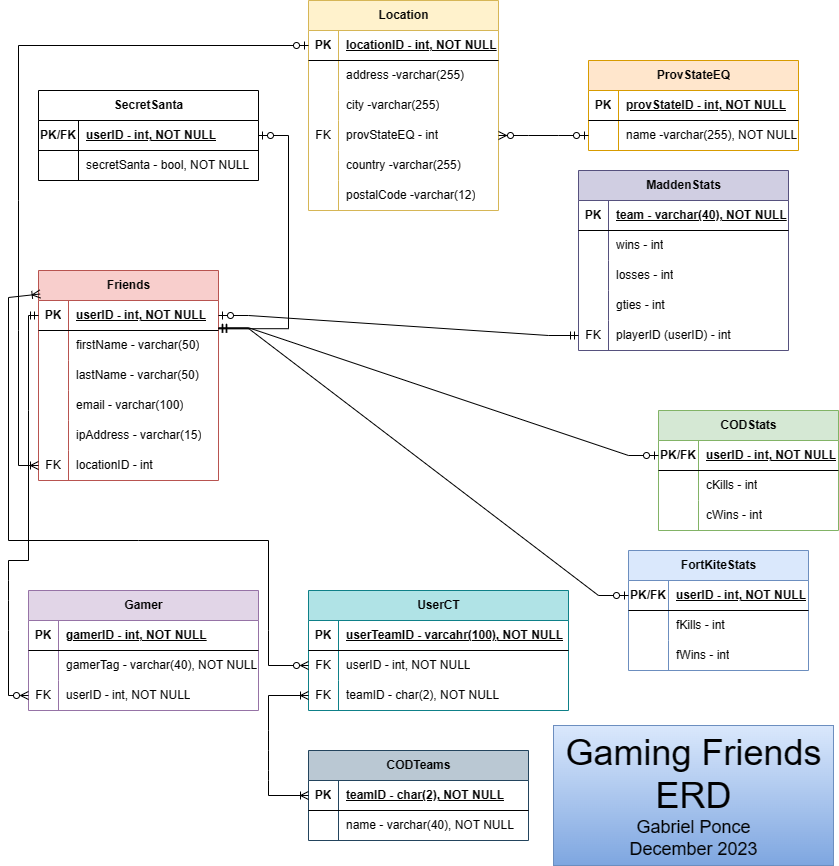 Location
PK locationID - int, NOT NULL
address -varchar(255)
city -varchar(255)
FK provStateEQ - int
country -varchar(255)
postalCode -varchar(12)
ProvStateEQ
PK provStateID - int, NOT NULL
name -varchar(255), NOT NULL
SecretSanta
PK/FK userID - int, NOT NULL
secretSanta - bool, NOT NULL
MaddenStats
PK team - varchar(40), NOT NULL
wins - int
losses - int
gties - int
FK playerID (userID) - int
Friends
PK userID - int, NOT NULL
firstName - varchar(50)
lastName - varchar(50)
email - varchar(100)
ipAddress - varchar(15)
FK locationID - int
CODStats
PK/FK userID - int, NOT NULL
cKills - int
cWins - int
FortKiteStats
PK/FK userID - int, NOT NULL
fKills - int
fWins - int
Gamer
PK gamerID - int, NOT NULL
gamerTag - varchar(40), NOT NULL
FK userID - int, NOT NULL
UserCT
PK userTeamID - varcahr(100), NOT NULL
FK userID - int, NOT NULL
FK teamID - char(2), NOT NULL
CODTeams
PK teamID - char(2), NOT NULL
name - varchar(40), NOT NULL
Gaming Friends
ERD
Gabriel Ponce
December 2023